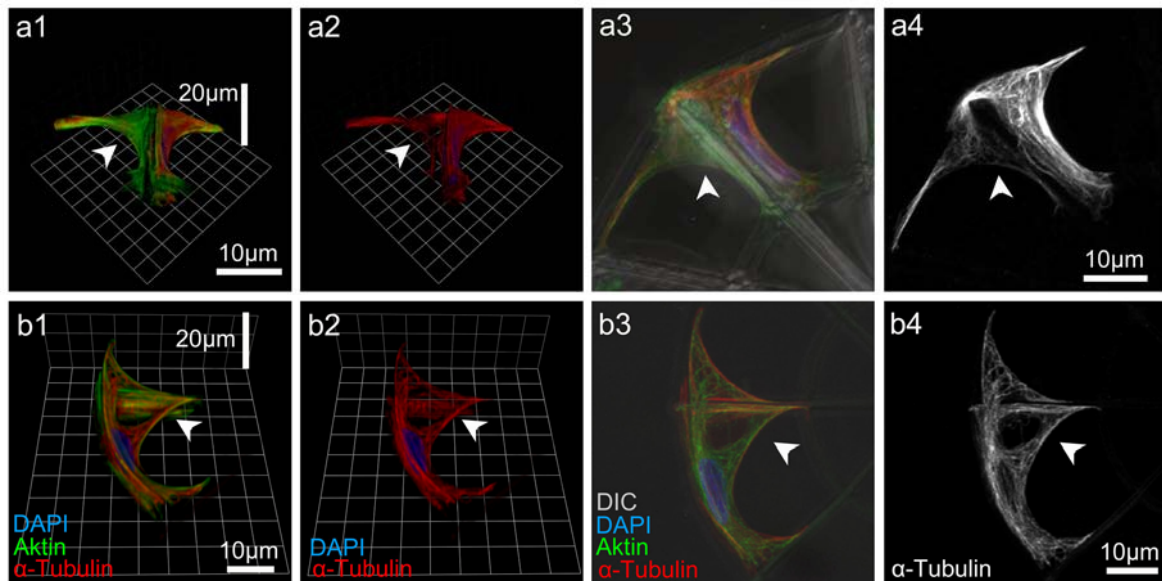 a1
20µm
10µm
a2
a3
a4
10µm
b1
20µm
DAPI
Aktin
α-Tubulin
10µm
b2
DAPI
α-Tubulin
b3
DIC
DAPI
Aktin
α-Tubulin
b4
α-Tubulin
10µm